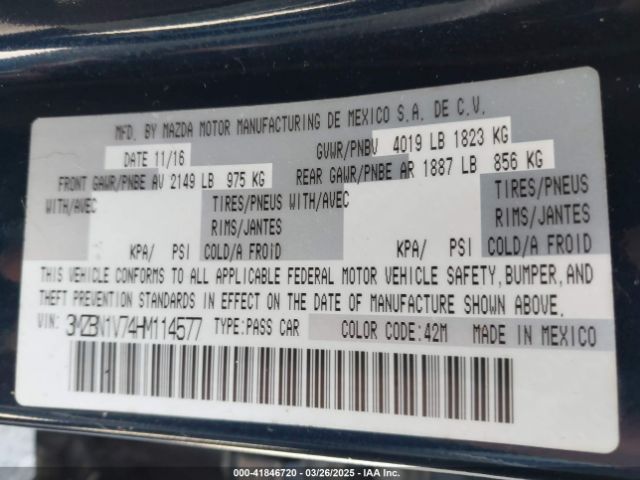 MFD. BY MAZDA MOTOR MANUFACTURING DE MEXICO S.A. DE C.V.
DATE 11/16 GVWR/PNBV 4019 LB 1823 KG
FRONT GAWR/PNBE AV 2149 LB 975 KG REAR GAWR/PNBE AR 1887 LB 856 KG
WITH/AVEC TIRES/PNEUS WITH/AVEC TIRES/PNEUS
RIMS/JANTES RIMS/JANTES
KPA/ PSI COLD/A FROID KPA/ PSI COLD/A FROID
THIS VEHICLE CONFORMS TO ALL APPLICABLE FEDERAL MOTOR VEHICLE SAFETY, BUMPER, AND
THEFT PREVENTION STANDARDS IN EFFECT ON THE DATE OF MANUFACTURE SHOWN ABOVE.
VIN: 3MZBN1V74HM114577 TYPE:PASS CAR COLOR CODE:42M MADE IN MEXICO
000-41846720 | 03/26/2025 | IAA Inc.